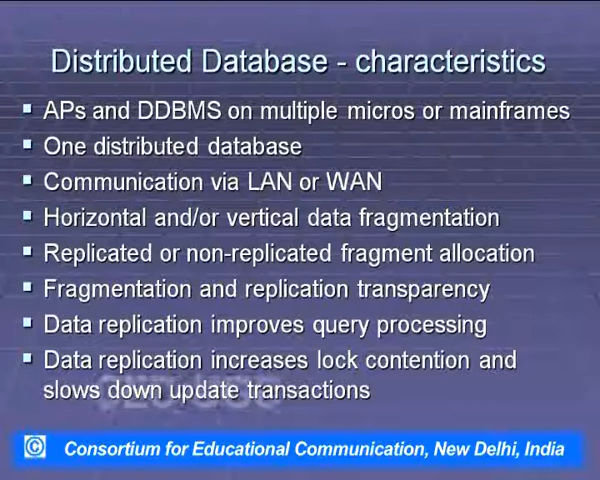 Distributed Database - characteristics
▪ APs and DDBMS on multiple micros or mainframes
▪ One distributed database
▪ Communication via LAN or WAN
▪ Horizontal and/or vertical data fragmentation
▪ Replicated or non-replicated fragment allocation
▪ Fragmentation and replication transparency
▪ Data replication improves query processing
▪ Data replication increases lock contention and
slows down update transactions
© Consortium for Educational Communication, New Delhi, India